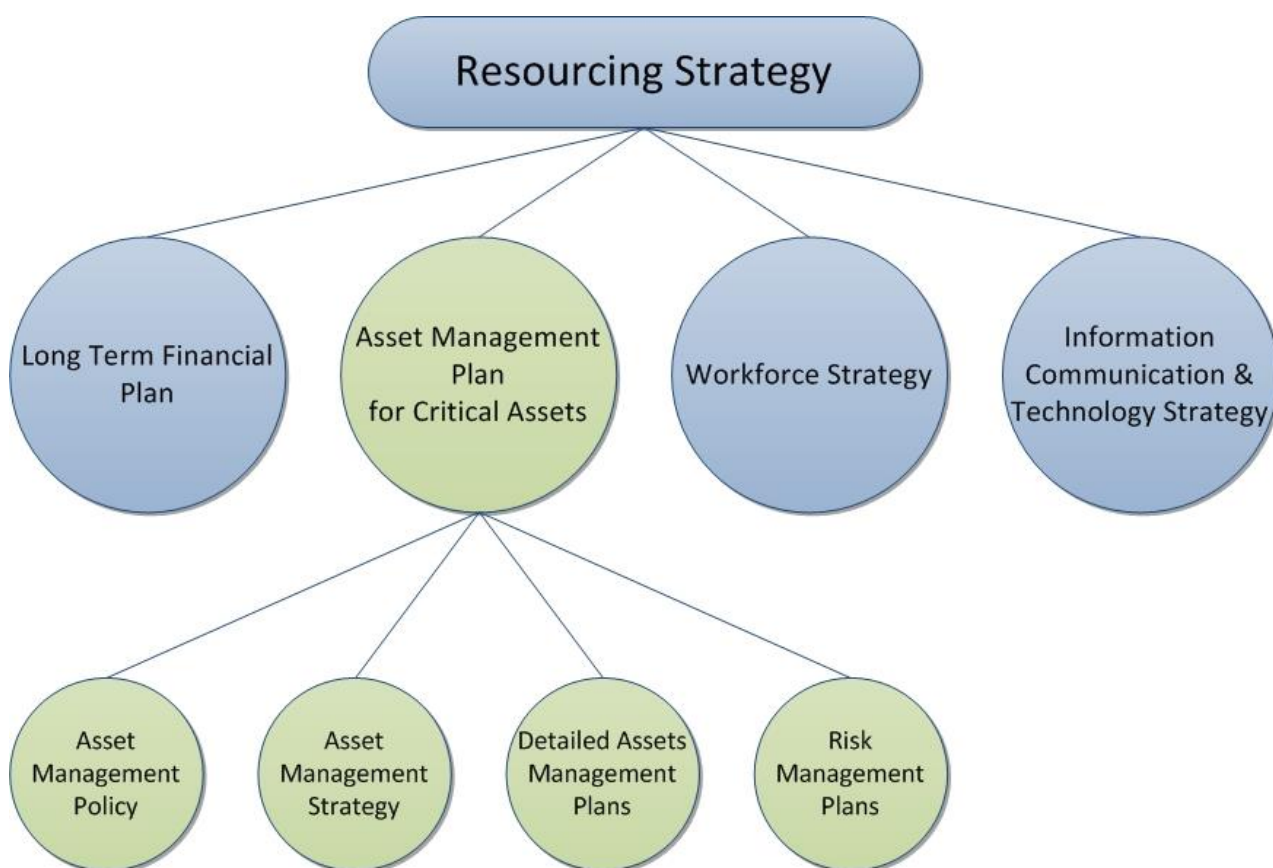 Resourcing Strategy
Long Term Financial
Plan
Asset Management
Plan
for Critical Assets
Workforce Strategy
Information
Communication &
Technology Strategy
Asset
Management
Policy
Asset
Management
Strategy
Detailed Assets
Management
Plans
Risk
Management
Plans